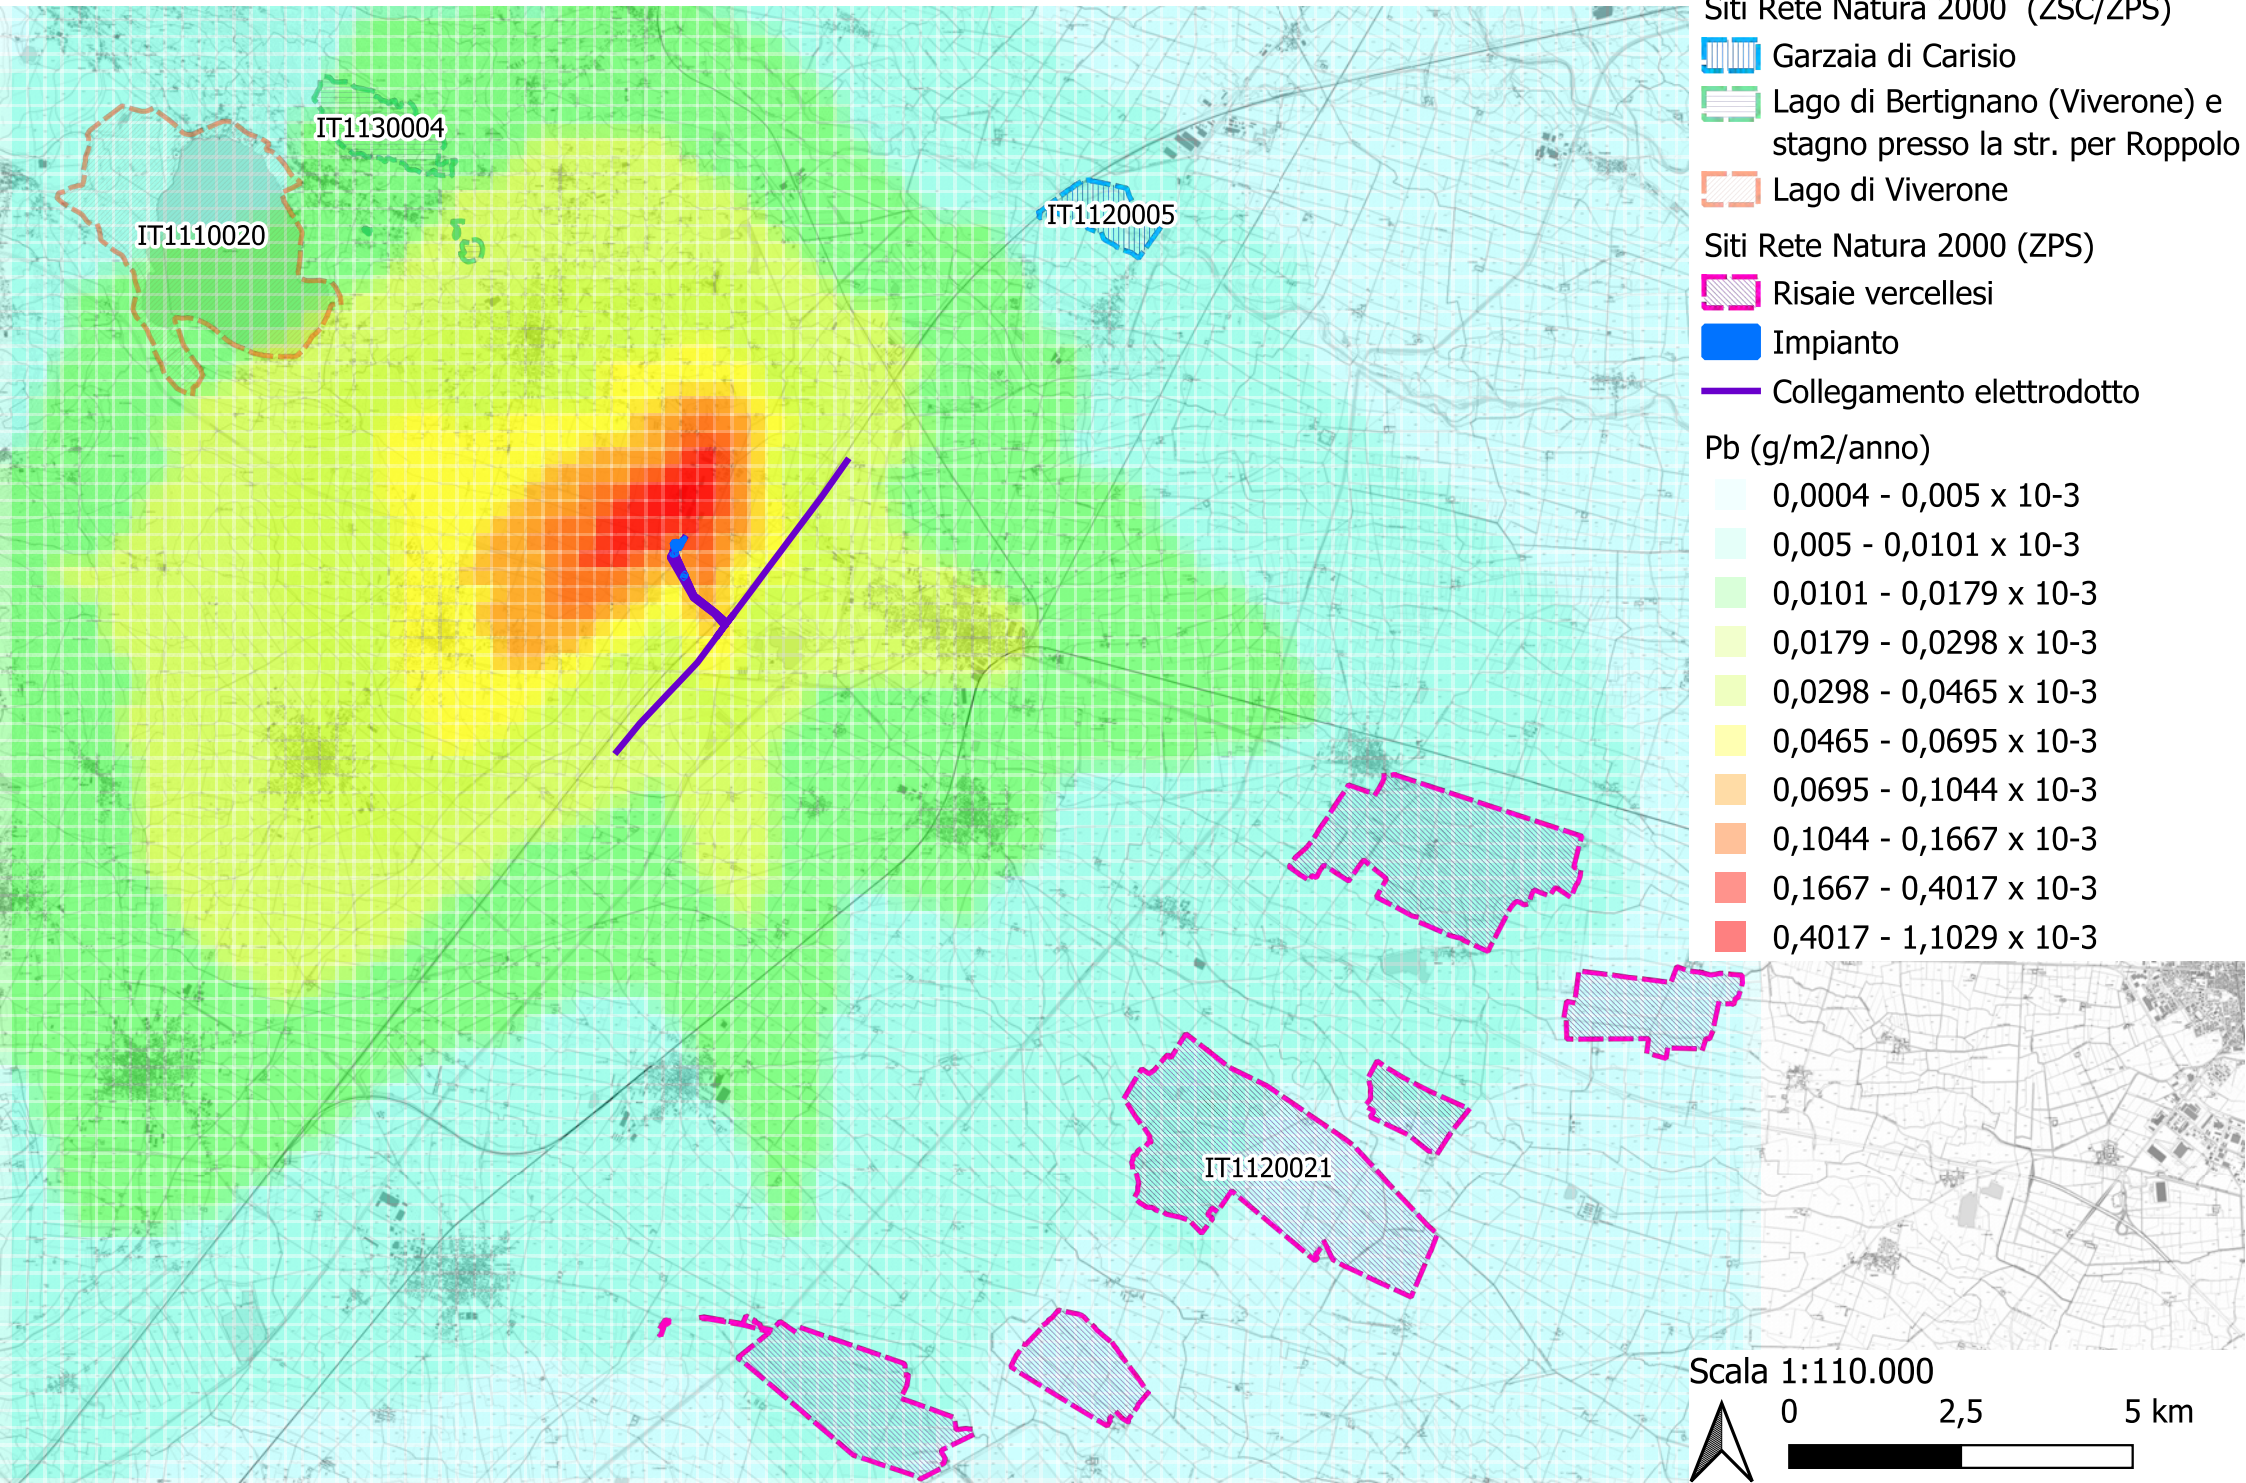 Siti Rete Natura 2000 (ZSC/ZPS)
Garzaia di Carisio
Lago di Bertignano (Viverone) e
stagno presso la str. per Roppolo
Lago di Viverone
Siti Rete Natura 2000 (ZPS)
Risaie vercellesi
Impianto
Collegamento elettrodotto
Pb (g/m2/anno)
0,0004 - 0,005 x 10-3
0,005 - 0,0101 x 10-3
0,0101 - 0,0179 x 10-3
0,0179 - 0,0298 x 10-3
0,0298 - 0,0465 x 10-3
0,0465 - 0,0695 x 10-3
0,0695 - 0,1044 x 10-3
0,1044 - 0,1667 x 10-3
0,1667 - 0,4017 x 10-3
0,4017 - 1,1029 x 10-3
IT1130004
IT1110020
IT1120005
IT1120021
Scala 1:110.000
0 2,5 5 km